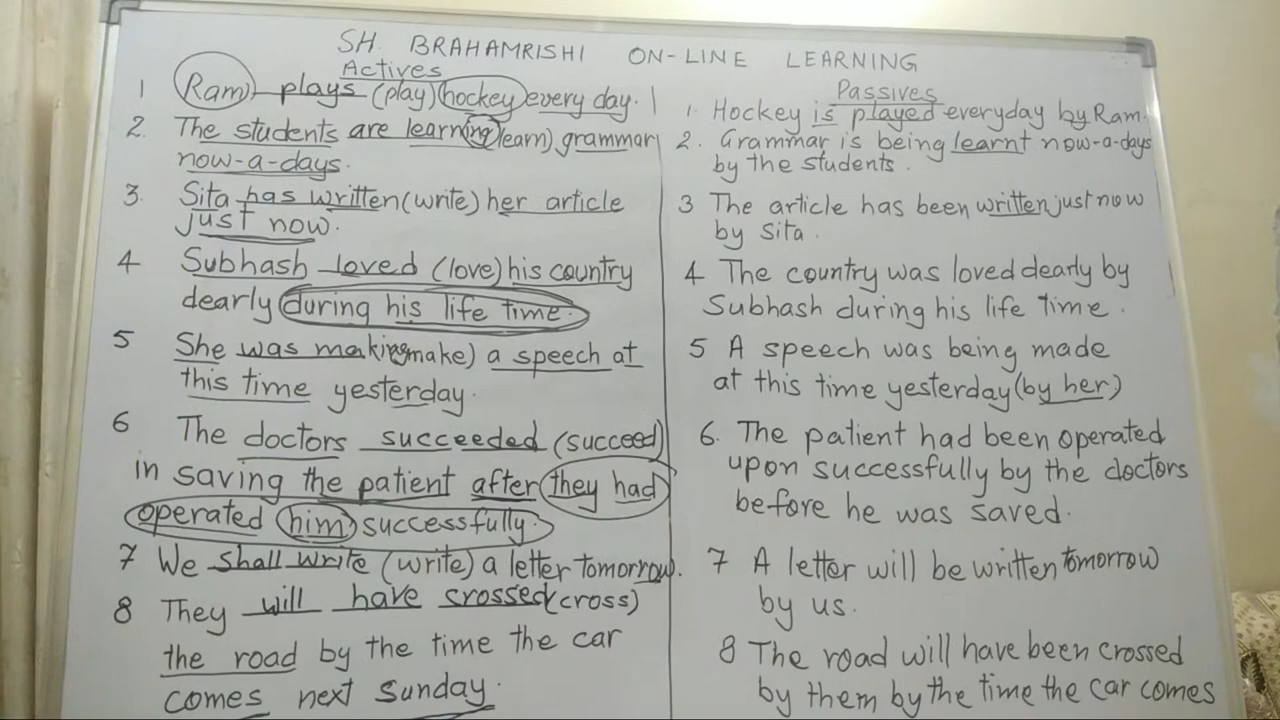 SH. BRAHAMRISHI ON-LINE LEARNING
Actives
1 Ram plays (play) hockey every day.
2. The students are learning (learn) grammar
now-a-days.
3. Sita has written (write) her article
just now.
4 Subhash loved (love) his country
dearly during his life time.
5 She was making (make) a speech at
this time yesterday.
6 The doctors succeeded (succeed)
in saving the patient after they had
operated him successfully.
7 We shall write (write) a letter tomorrow.
8 They will have crossed (cross)
the road by the time the car
comes next Sunday.
Passives
1. Hockey is played everyday by Ram.
2. Grammar is being learnt now-a-days
by the students.
3 The article has been written just now
by Sita.
4 The country was loved dearly by
Subhash during his life time.
5 A speech was being made
at this time yesterday (by her)
6. The patient had been operated
upon successfully by the doctors
before he was saved.
7 A letter will be written tomorrow
by us.
8 The road will have been crossed
by them by the time the car comes